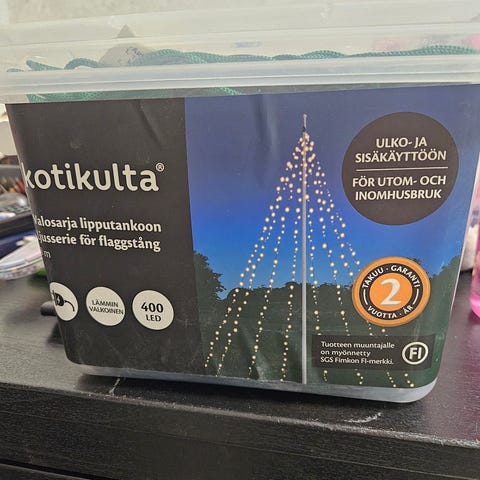 kotikulta®
Valosarja lipputankoon
Ljusserie för flaggstång
m
LÄMMIN
VALKOINEN
400
LED
ULKO- JA
SISÄKÄYTTÖÖN
FÖR UTOM- OCH
INOMHUSBRUK
TAKUU · GARANTI
2
VUOTTA · ÅR
Tuotteen muuntajalle
on myönnetty
SGS Fimkon FI-merkki.
FI